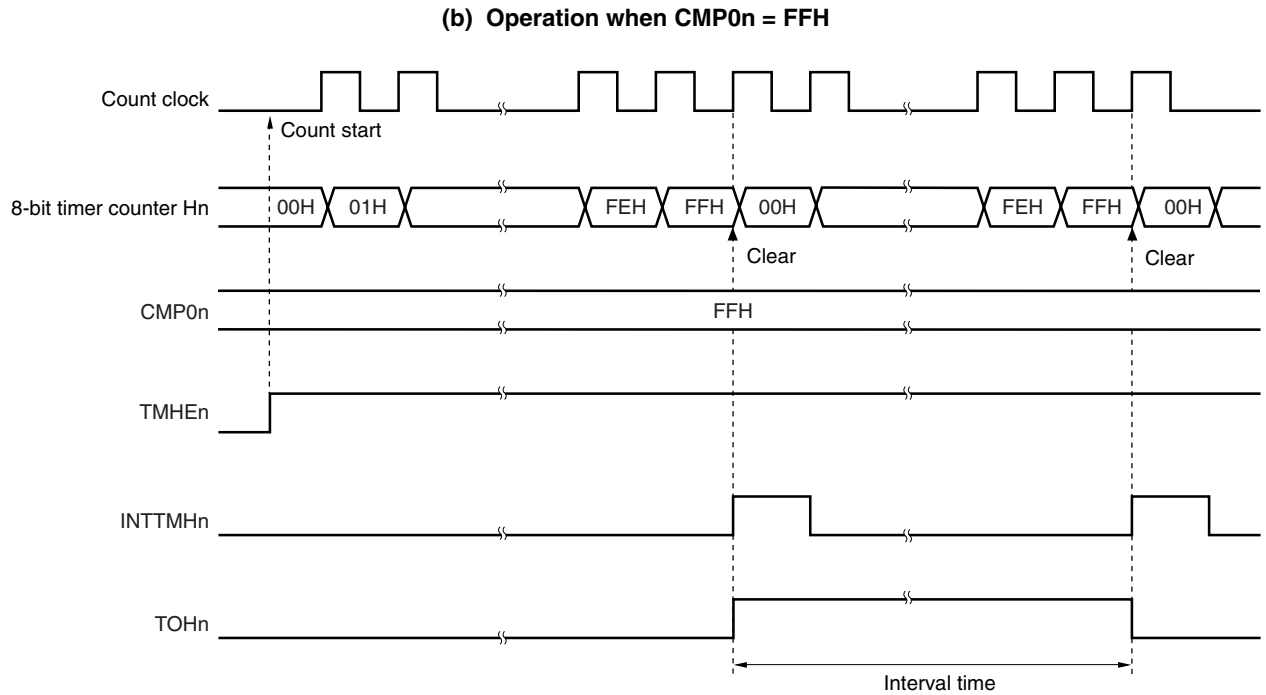 (b) Operation when CMP0n = FFH
Count clock
Count start
8-bit timer counter Hn
00H 01H FEH FFH 00H FEH FFH 00H
Clear Clear
CMP0n
FFH
TMHEn
INTTMHn
TOHn
Interval time